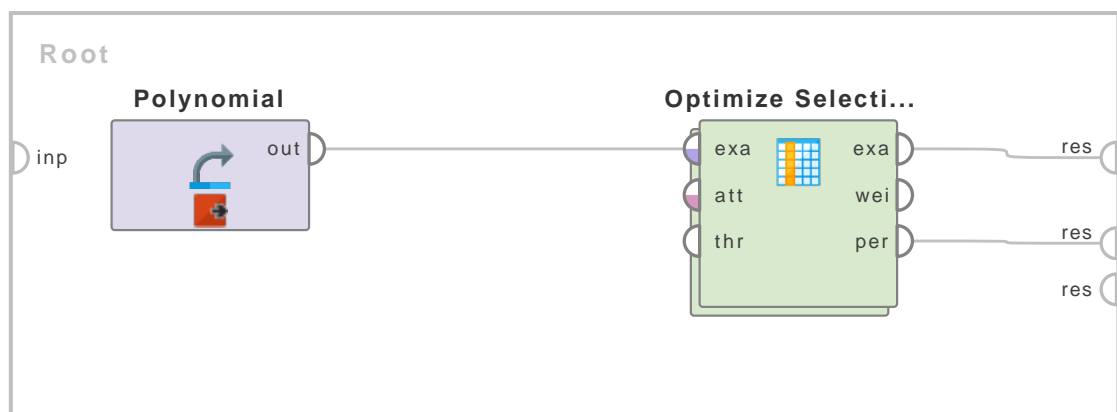 Root
Polynomial
Optimize Selecti...
inp
out
exa
att
thr
exa
wei
per
res
res
res